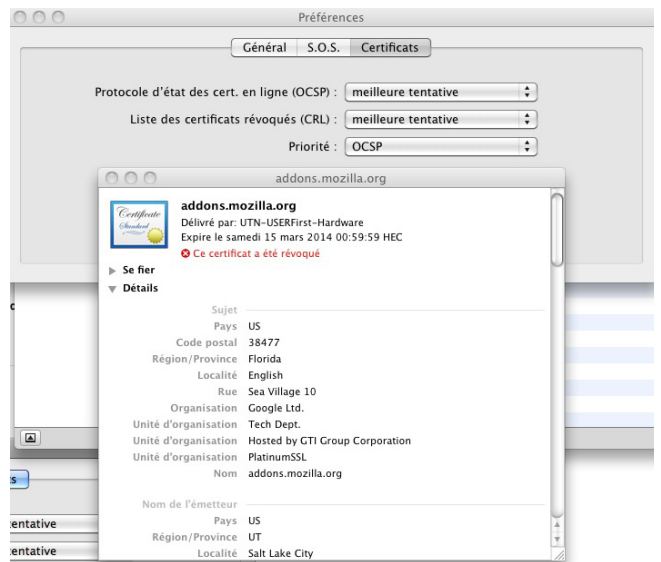 Préférences
Général S.O.S. Certificats
Protocole d'état des cert. en ligne (OCSP) : meilleure tentative
Liste des certificats révoqués (CRL) : meilleure tentative
Priorité : OCSP
addons.mozilla.org
Certificate
Standard
addons.mozilla.org
Délivré par: UTN-USERFirst-Hardware
Expire le samedi 15 mars 2014 00:59:59 HEC
Ce certificat a été révoqué
Se fier
Détails
Sujet
Pays US
Code postal 38477
Région/Province Florida
Localité English
Rue Sea Village 10
Organisation Google Ltd.
Unité d'organisation Tech Dept.
Unité d'organisation Hosted by GTI Group Corporation
Unité d'organisation PlatinumSSL
Nom addons.mozilla.org
Nom de l'émetteur
Pays US
Région/Province UT
Localité Salt Lake City
entative
entative